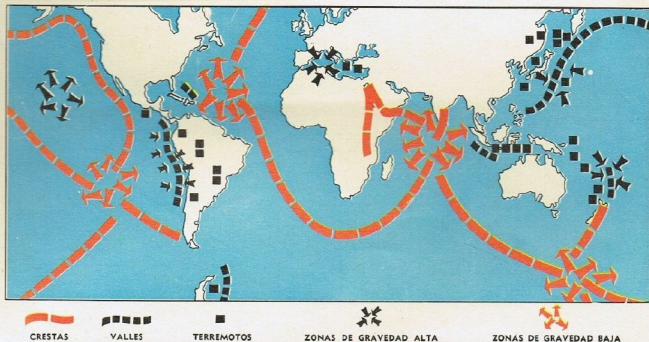 CRESTAS
VALLES
TERREMOTOS
ZONAS DE GRAVEDAD ALTA
ZONAS DE GRAVEDAD BAJA